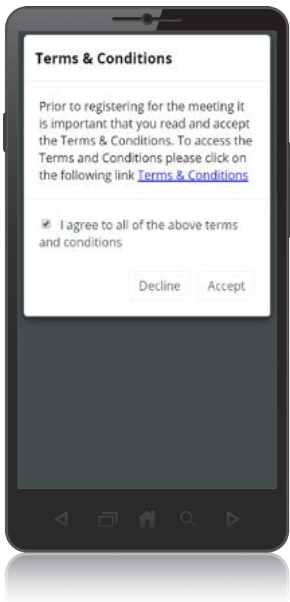 Terms & Conditions
Prior to registering for the meeting it
is important that you read and accept
the Terms & Conditions. To access the
Terms and Conditions please click on
the following link Terms & Conditions
I agree to all of the above terms
and conditions
Decline Accept